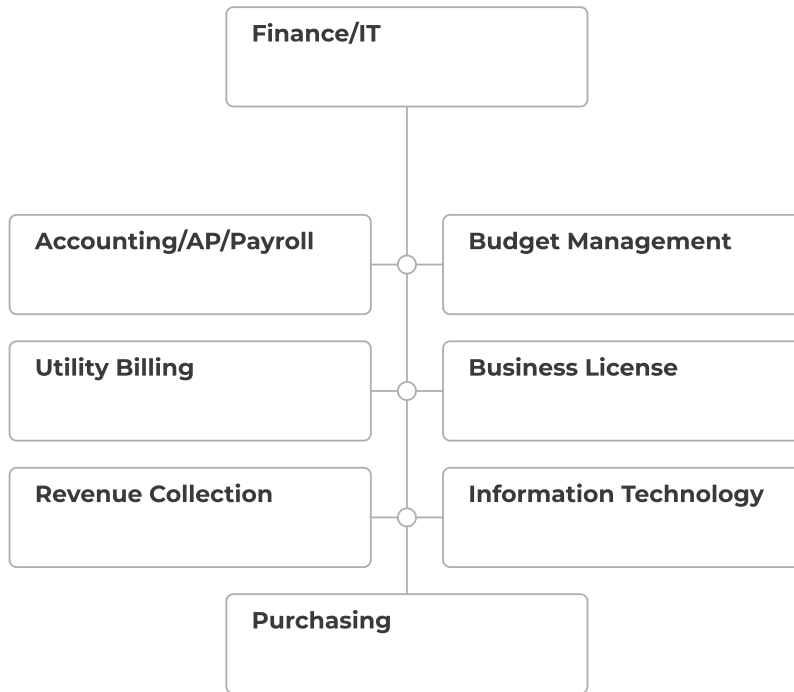 Finance/IT
Accounting/AP/Payroll
Budget Management
Utility Billing
Business License
Revenue Collection
Information Technology
Purchasing